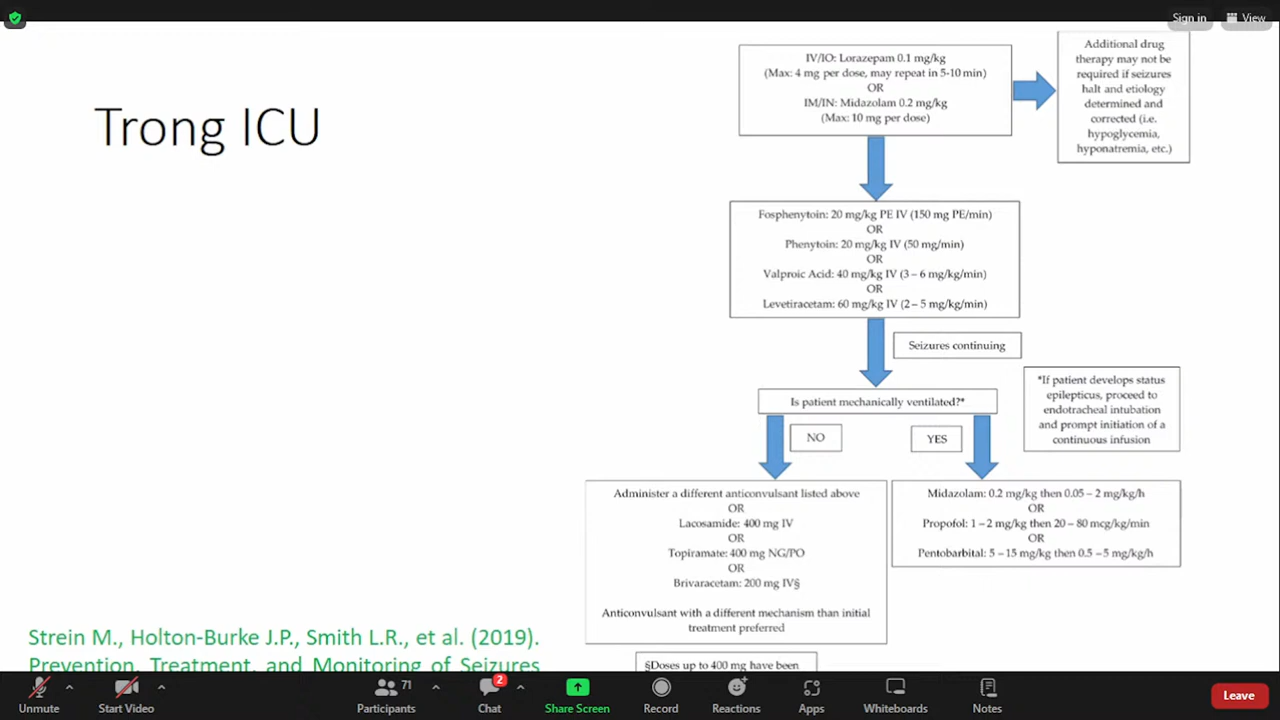 Sign in
View
Trong ICU
IV/IO: Lorazepam 0.1 mg/kg
(Max: 4 mg per dose, may repeat in 5-10 min)
OR
IM/IN: Midazolam 0.2 mg/kg
(Max: 10 mg per dose)
Additional drug
therapy may not be
required if seizures
halt and etiology
determined and
corrected (i.e.
hypoglycemia,
hyponatremia, etc.)
Fosphenytoin: 20 mg/kg PE IV (150 mg PE/min)
OR
Phenytoin: 20 mg/kg IV (50 mg/min)
OR
Valproic Acid: 40 mg/kg IV (3 – 6 mg/kg/min)
OR
Levetiracetam: 60 mg/kg IV (2 – 5 mg/kg/min)
Seizures continuing
Is patient mechanically ventilated?*
*If patient develops status
epilepticus, proceed to
endotracheal intubation
and prompt initiation of a
continuous infusion
NO
YES
Administer a different anticonvulsant listed above
OR
Lacosamide: 400 mg IV
OR
Topiramate: 400 mg NG/PO
OR
Brivaracetam: 200 mg IV§
Anticonvulsant with a different mechanism than initial
treatment preferred
Midazolam: 0.2 mg/kg then 0.05 – 2 mg/kg/h
OR
Propofol: 1 – 2 mg/kg then 20 – 80 mcg/kg/min
OR
Pentobarbital: 5 – 15 mg/kg then 0.5 – 5 mg/kg/h
§Doses up to 400 mg have been
Strein M., Holton-Burke J.P., Smith L.R., et al. (2019).
Prevention, Treatment, and Monitoring of Seizures
Unmute
Start Video
71
Participants
2
Chat
Share Screen
Record
Reactions
Apps
Whiteboards
Notes
Leave